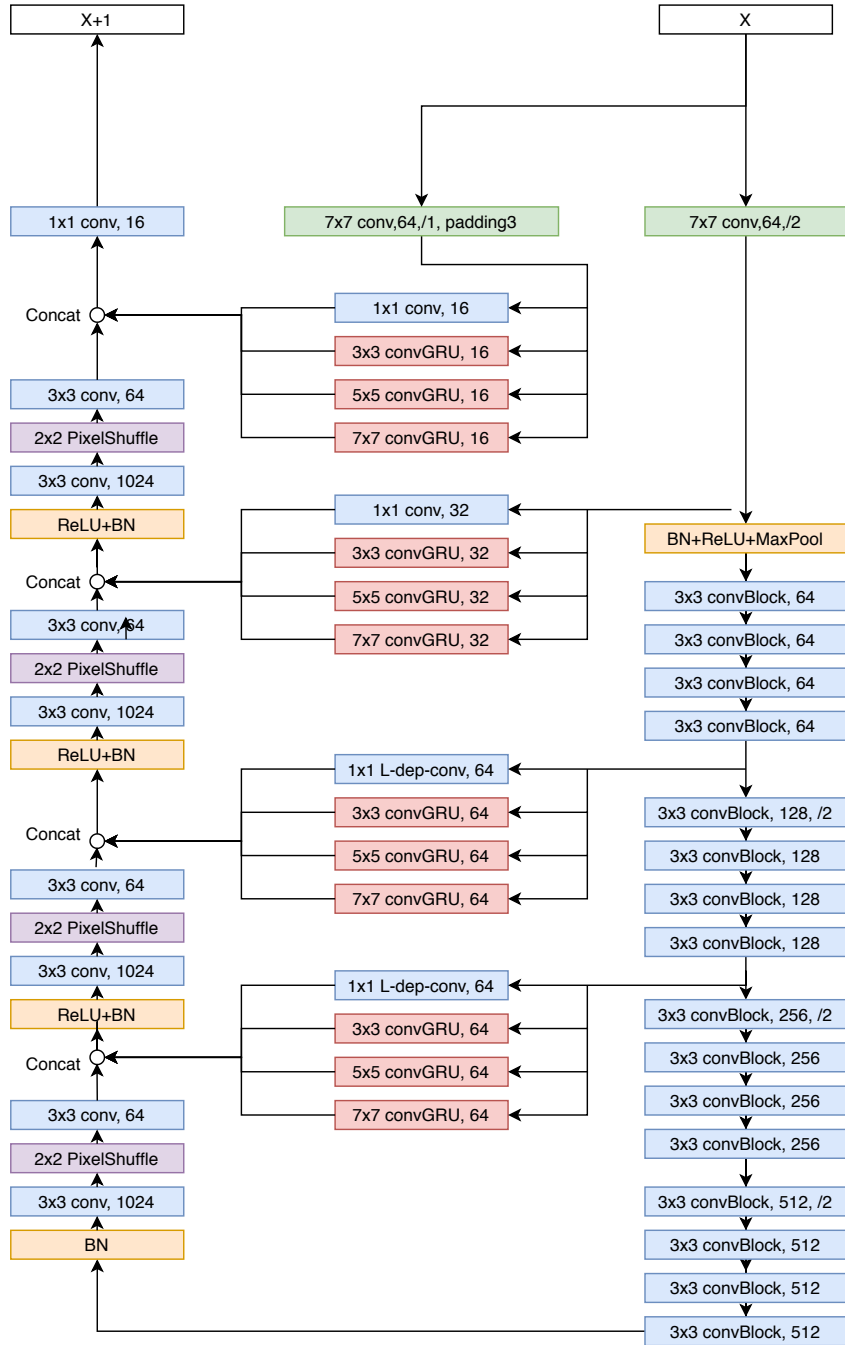 X+1
X
1x1 conv, 16
7x7 conv,64,/1, padding3
7x7 conv,64,/2
Concat
1x1 conv, 16
3x3 convGRU, 16
5x5 convGRU, 16
7x7 convGRU, 16
3x3 conv, 64
2x2 PixelShuffle
3x3 conv, 1024
ReLU+BN
1x1 conv, 32
3x3 convGRU, 32
5x5 convGRU, 32
7x7 convGRU, 32
BN+ReLU+MaxPool
3x3 convBlock, 64
3x3 convBlock, 64
3x3 convBlock, 64
3x3 convBlock, 64
Concat
3x3 conv, 64
2x2 PixelShuffle
3x3 conv, 1024
ReLU+BN
1x1 L-dep-conv, 64
3x3 convGRU, 64
5x5 convGRU, 64
7x7 convGRU, 64
3x3 convBlock, 128, /2
3x3 convBlock, 128
3x3 convBlock, 128
3x3 convBlock, 128
Concat
3x3 conv, 64
2x2 PixelShuffle
3x3 conv, 1024
ReLU+BN
1x1 L-dep-conv, 64
3x3 convGRU, 64
5x5 convGRU, 64
7x7 convGRU, 64
3x3 convBlock, 256, /2
3x3 convBlock, 256
3x3 convBlock, 256
3x3 convBlock, 256
Concat
3x3 conv, 64
2x2 PixelShuffle
3x3 conv, 1024
BN
3x3 convBlock, 512, /2
3x3 convBlock, 512
3x3 convBlock, 512
3x3 convBlock, 512